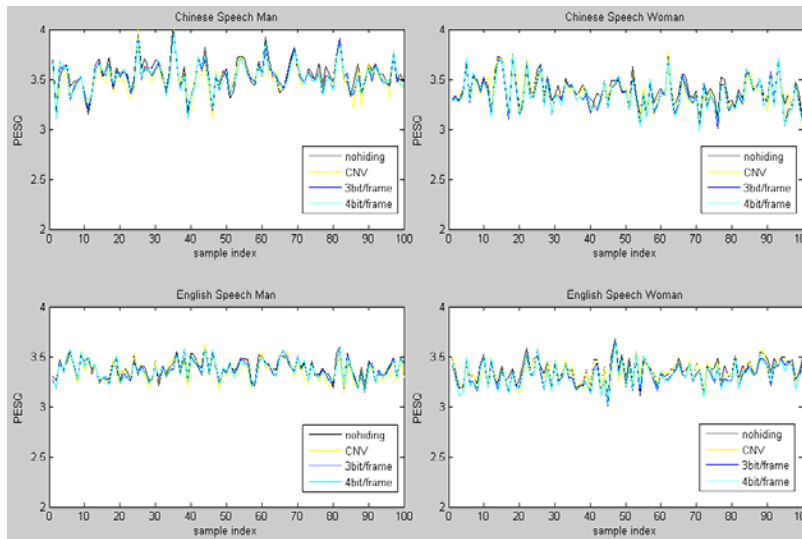 Chinese Speech Man
4
3.5
3
2.5
2
PESQ
nohiding
CNV
3bit/frame
4bit/frame
0 10 20 30 40 50 60 70 80 90 100
sample index
Chinese Speech Woman
4
3.5
3
2.5
2
PESQ
nohiding
CNV
3bit/frame
4bit/frame
0 10 20 30 40 50 60 70 80 90 100
sample index
English Speech Man
4
3.5
3
2.5
2
PESQ
nohiding
CNV
3bit/frame
4bit/frame
0 10 20 30 40 50 60 70 80 90 100
sample index
English Speech Woman
4
3.5
3
2.5
2
PESQ
nohiding
CNV
3bit/frame
4bit/frame
0 10 20 30 40 50 60 70 80 90 100
sample index